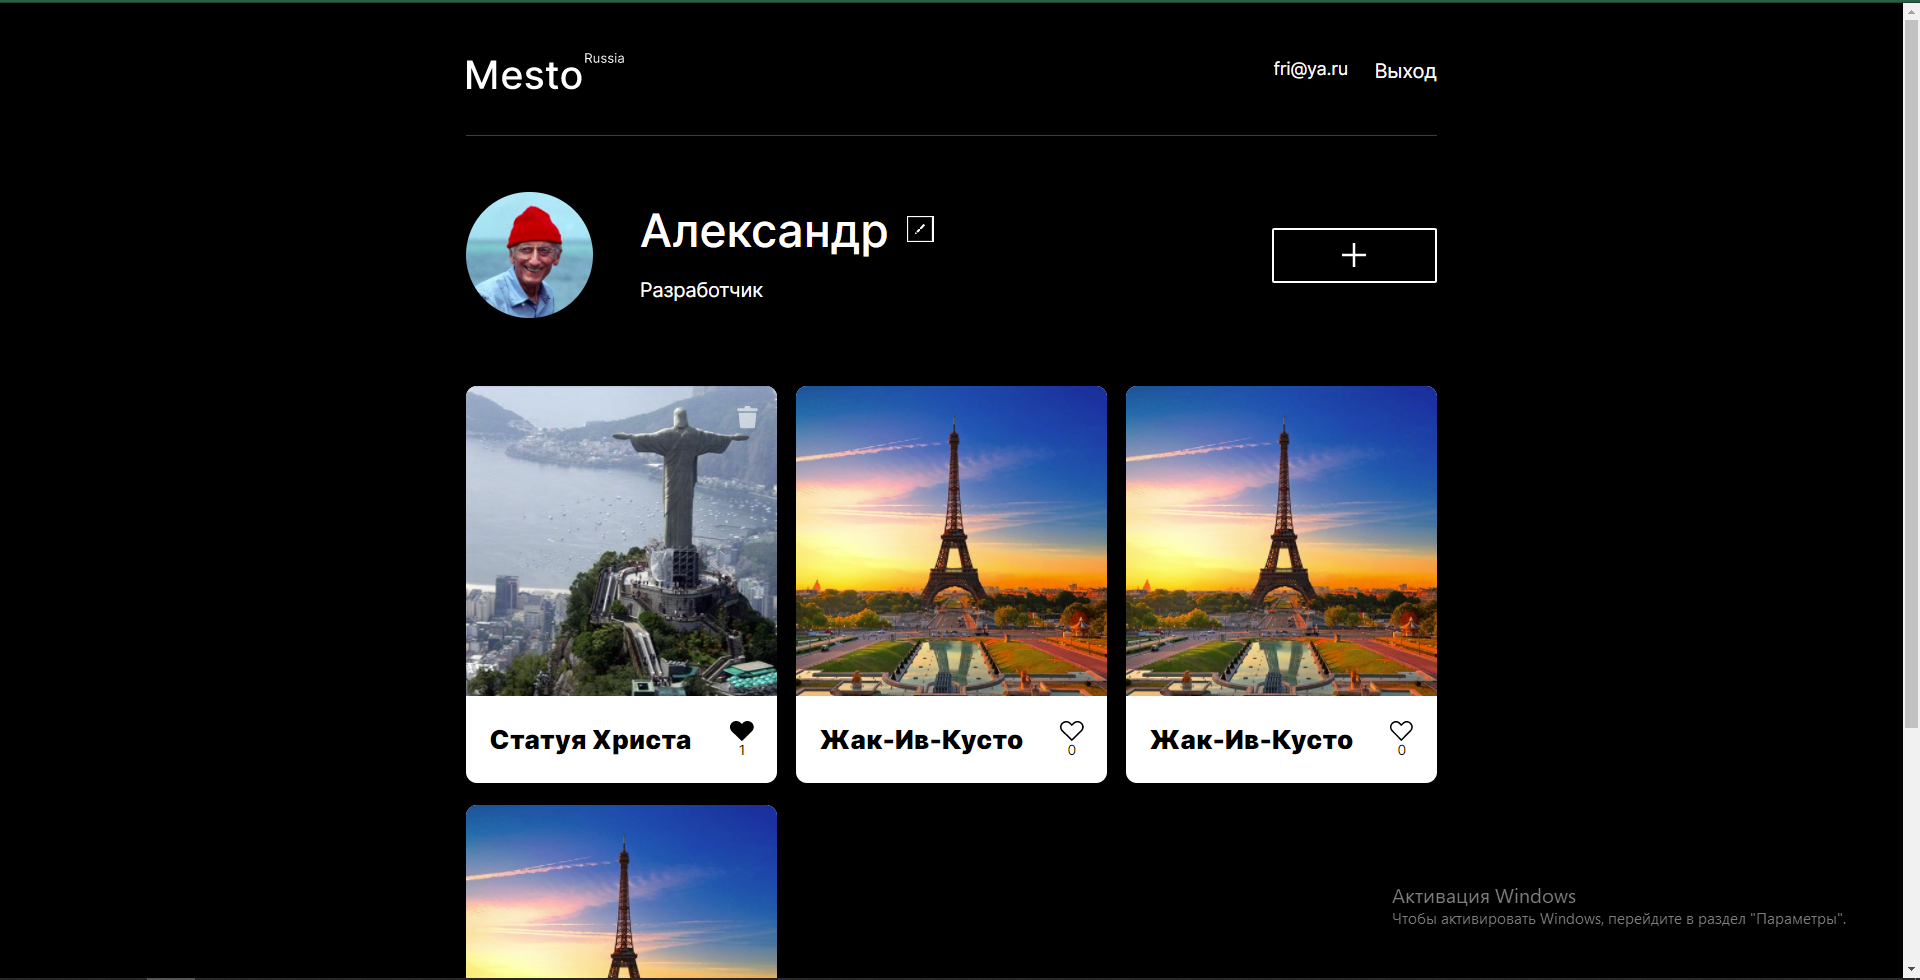 Mesto Russia
fri@ya.ru
Выход
Александр
Разработчик
Статуя Христа
1
Жак-Ив-Кусто
0
Жак-Ив-Кусто
0
Активация Windows
Чтобы активировать Windows, перейдите в раздел "Параметры".